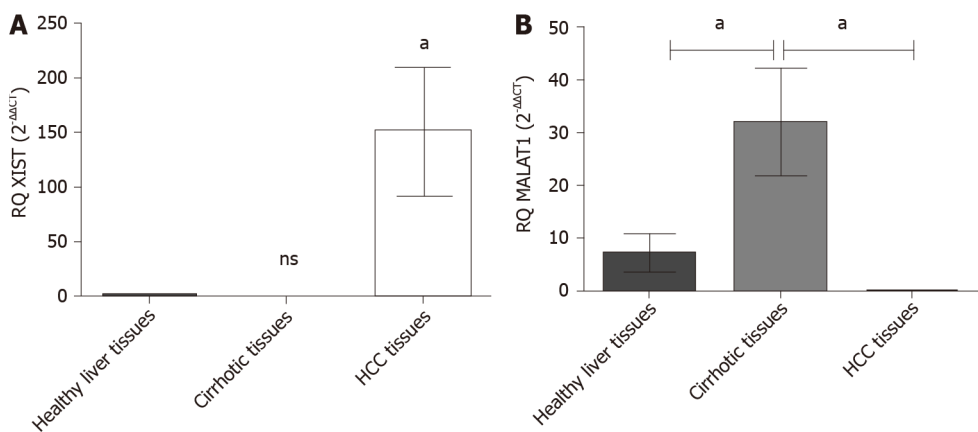 A
250
200
150
100
50
0
RQ XIST (2^-ΔΔCT)
a
ns
Healthy liver tissues
Cirrhotic tissues
HCC tissues
B
50
40
30
20
10
0
RQ MALAT1 (2^-ΔΔCT)
a
a
Healthy liver tissues
Cirrhotic tissues
HCC tissues